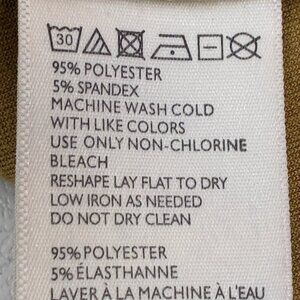 30
95% POLYESTER
5% SPANDEX
MACHINE WASH COLD
WITH LIKE COLORS
USE ONLY NON-CHLORINE
BLEACH
RESHAPE LAY FLAT TO DRY
LOW IRON AS NEEDED
DO NOT DRY CLEAN
95% POLYESTER
5% ÉLASTHANNE
LAVER À LA MACHINE À L'EAU